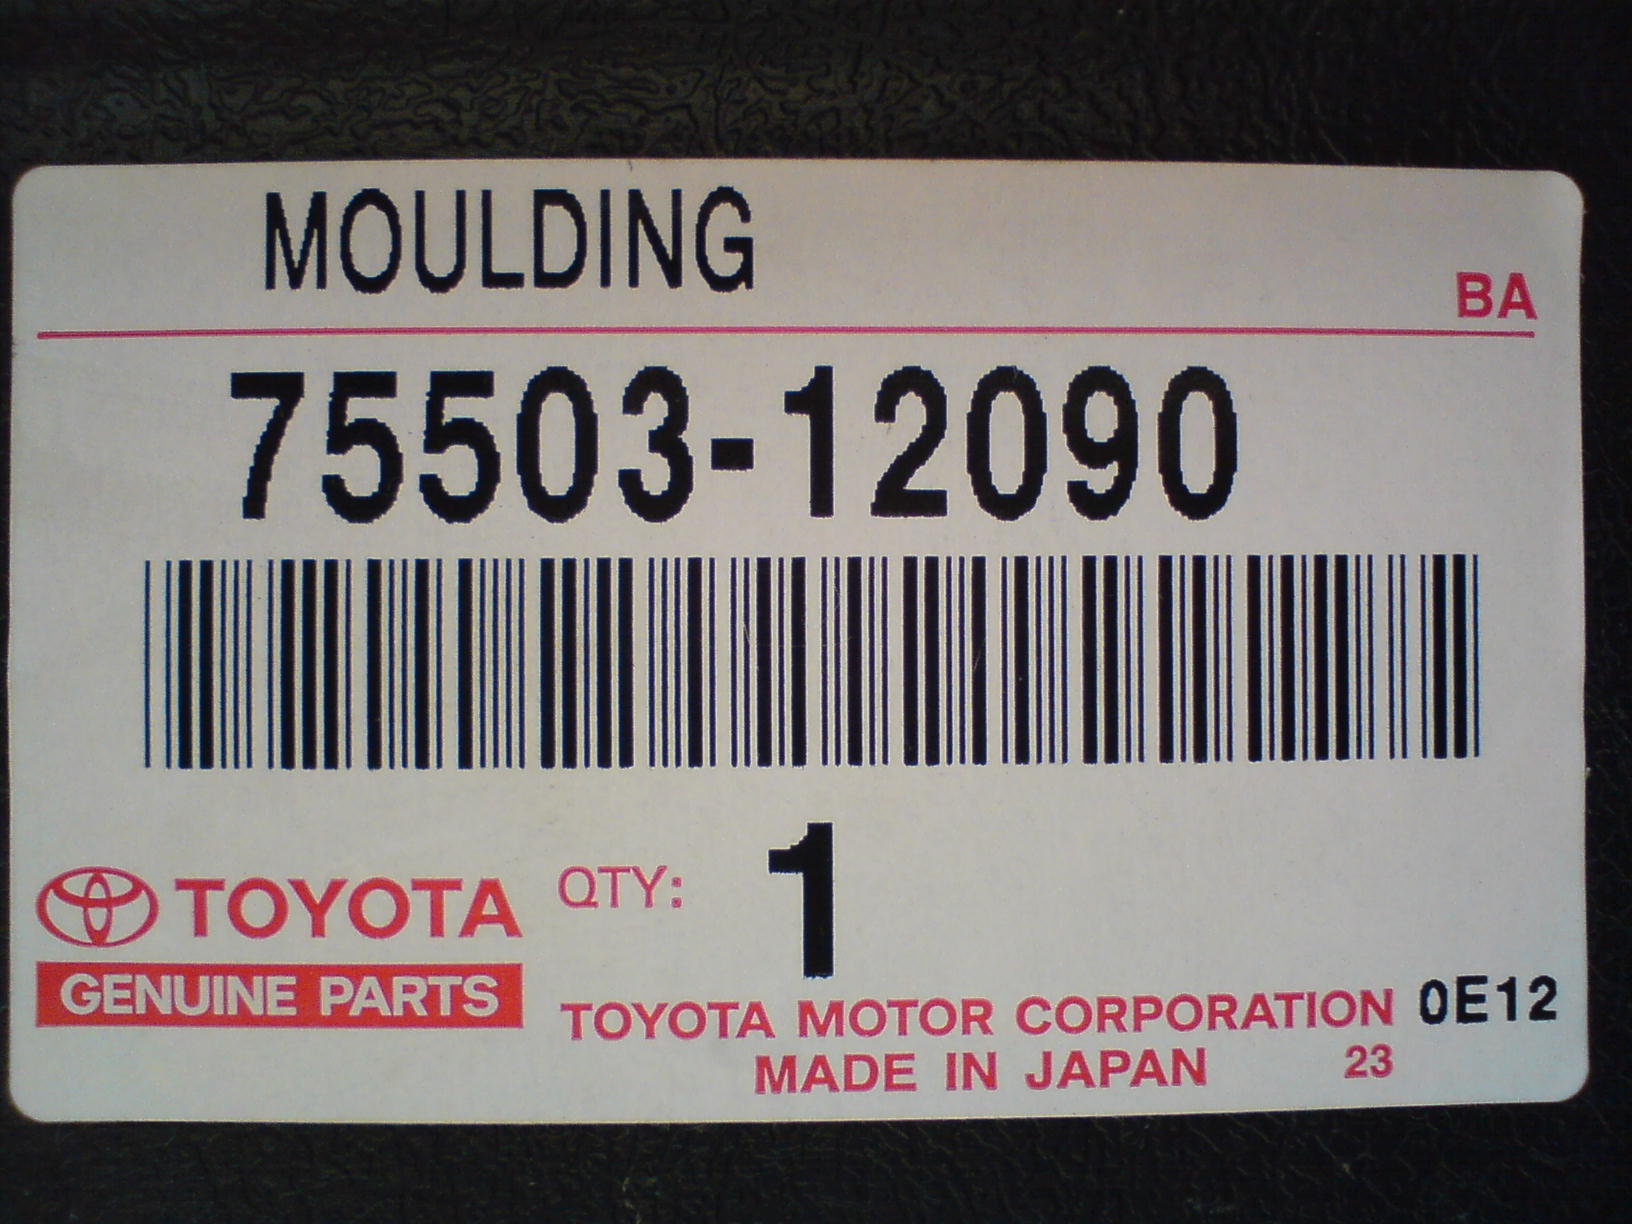 MOULDING
BA
75503-12090
TOYOTA QTY: 1
GENUINE PARTS
TOYOTA MOTOR CORPORATION 0E12
MADE IN JAPAN 23